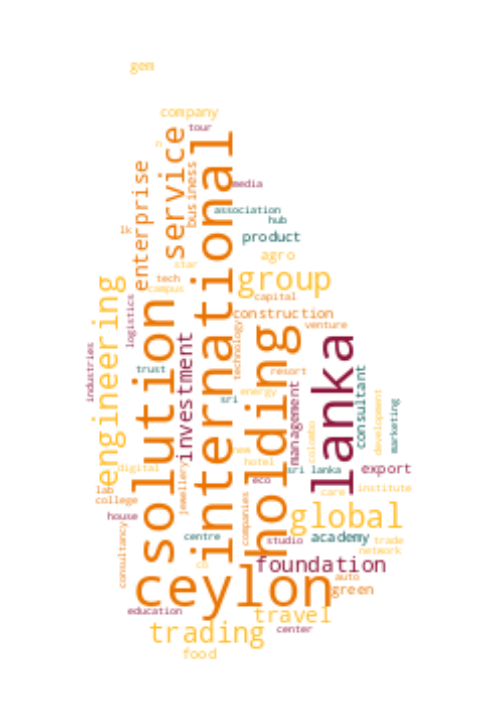 gem
company
tour
n
service
international
business
enterprise
media
association
hub
lk
product
agro
star
tech
campus
group
capital
engineering
solution
logistics
construction
technology
venture
holding
lanka
investment
industries
trust
resort
energy
sri
management
colombo
consultant
development
marketing
new
hotel
digital
jewellery
sri lanka
export
eco
lab
college
care
institute
companies
house
global
consultancy
centre
studio
academy
trade
network
foundation
ceylon
auto
green
education
travel
trading
center
food